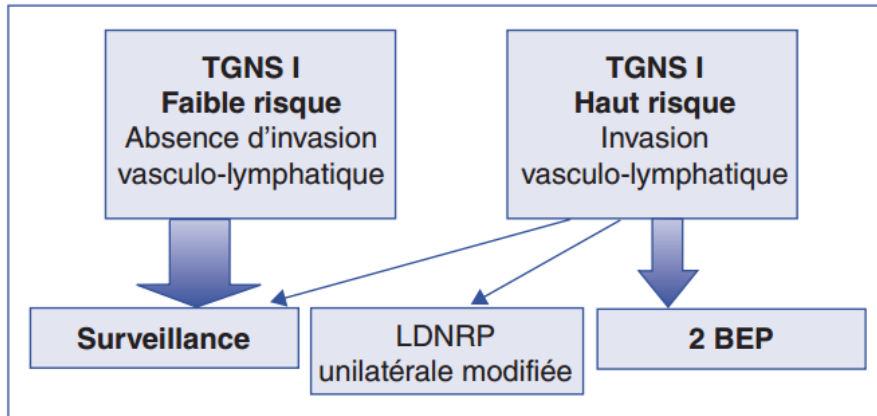 TGNS I
Faible risque
Absence d'invasion
vasculo-lymphatique
TGNS I
Haut risque
Invasion
vasculo-lymphatique
Surveillance
LDNRP
unilatérale modifiée
2 BEP